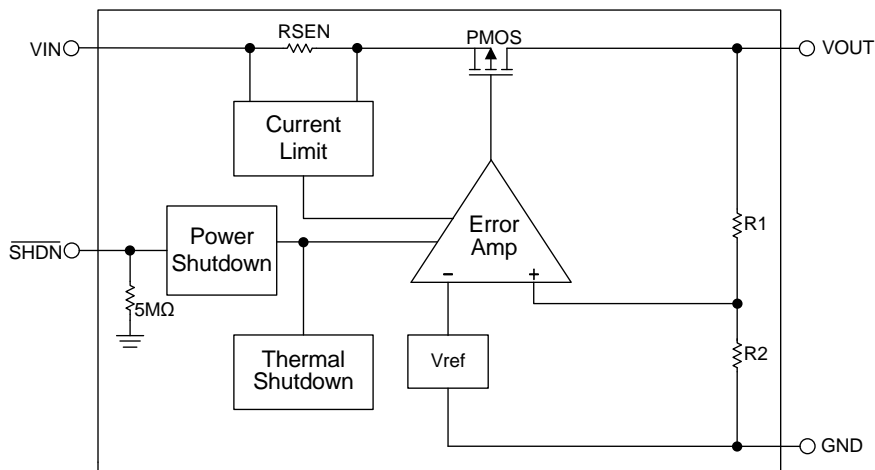 VIN
RSEN
PMOS
VOUT
Current
Limit
SHDN
Power
Shutdown
Error
Amp
R1
5MΩ
- +
Thermal
Shutdown
Vref
R2
GND